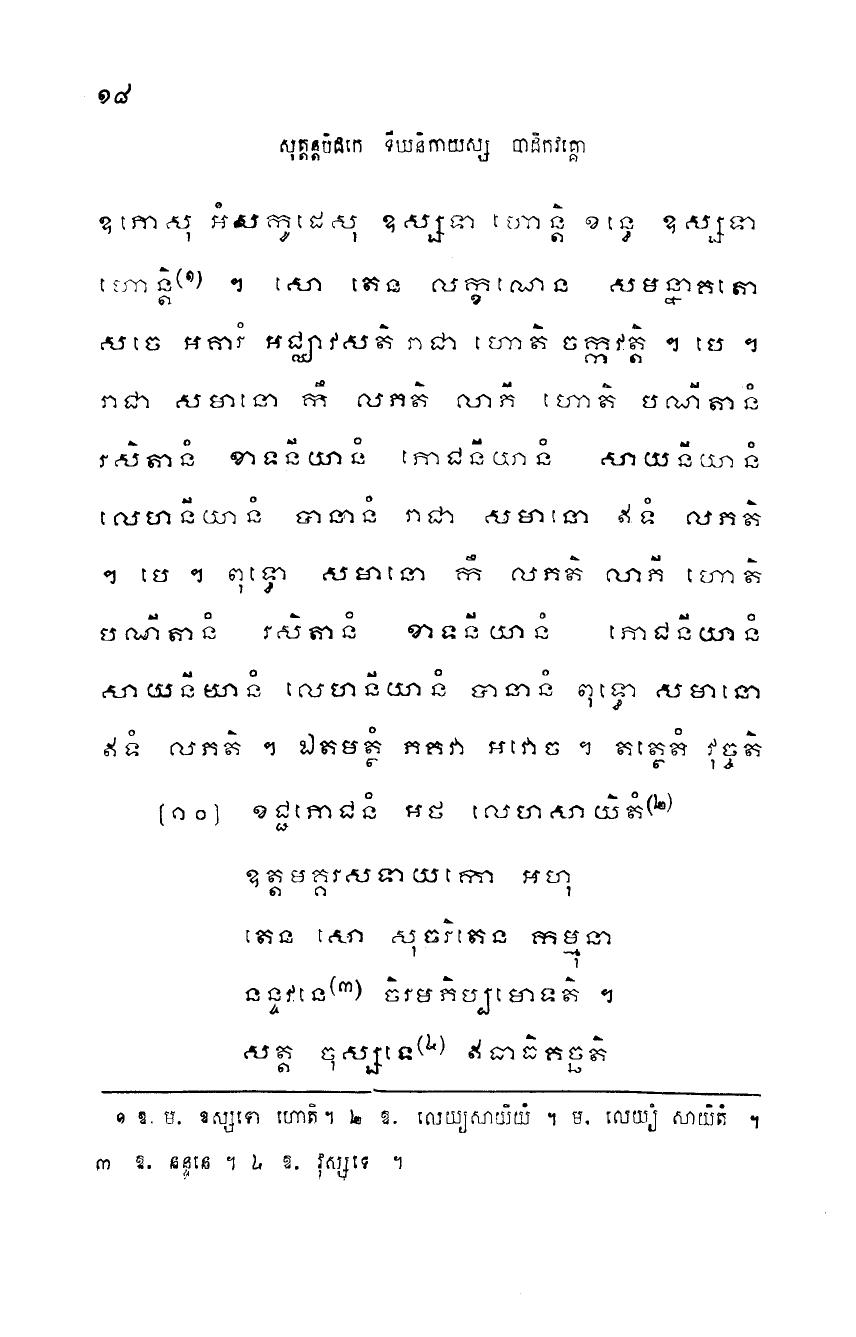 ១៨
សុត្តន្តបិដកេ ទីឃនិកាយស្ស បាដិកវគ្គោ
ឧភោសុ អំសកូដេសុ ឧស្សទា ហោន្តិ ខន្ធេ ឧស្សទា
ហោន្តិ(១) ។ សោ តេន លក្ខណេន សមន្នាគតោ
សចេ អគារំ អជ្ឈាវសតិ រាជា ហោតិ ចក្កវត្តិ ។ បេ ។
រាជា សមានោ កឹ លភតិ លាភី ហោតិ បណីតានំ
រសិតានំ ខាទនីយានំ ភោជនីយានំ សាយនីយានំ
លេហនីយានំ បានានំ រាជា សមានោ ឥទំ លភតិ
។ បេ ។ ពុទ្ធោ សមានោ កឹ លភតិ លាភី ហោតិ
បណីតានំ រសិតានំ ខាទនីយានំ ភោជនីយានំ
សាយនីយានំ លេហនីយានំ បានានំ ពុទ្ធោ សមានោ
ឥទំ លភតិ ។ ឯតមត្ថំ ភគវា អវោច ។ តត្ថេតំ វុច្ចតិ
[១០] ខជ្ជភោជនំ អថ លេហសាយិតំ(២)
ឧត្តមគ្គរសទាយកោ អហុ
តេន សោ សុចរិតេន កម្មុនា
នន្ទវនេ(៣) ចិរមភិប្បមោទតិ ។
សត្ត ចុស្សទេ(៤) ឥធាធិគច្ឆតិ
១ ឱ. ម. ឧស្សទោ ហោតិ។ ២ ឱ. លេយ្យសាយិយំ ។ ម. លេយ្យំ សាយិតំ ។
៣ ឱ. នន្ទនេ ។ ៤ ឱ. វុស្សទេ ។